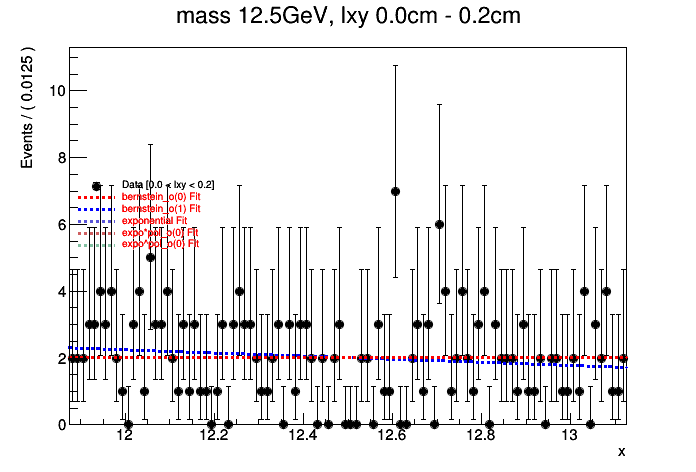 mass 12.5GeV, lxy 0.0cm - 0.2cm
Events / ( 0.0125 )
10
8
6
4
2
0
Data [0.0 < lxy < 0.2]
bernstein_o(0) Fit
bernstein_o(1) Fit
exponential Fit
expo*pol_o(0) Fit
expo*pol_o(0) Fit
12 12.2 12.4 12.6 12.8 13
x